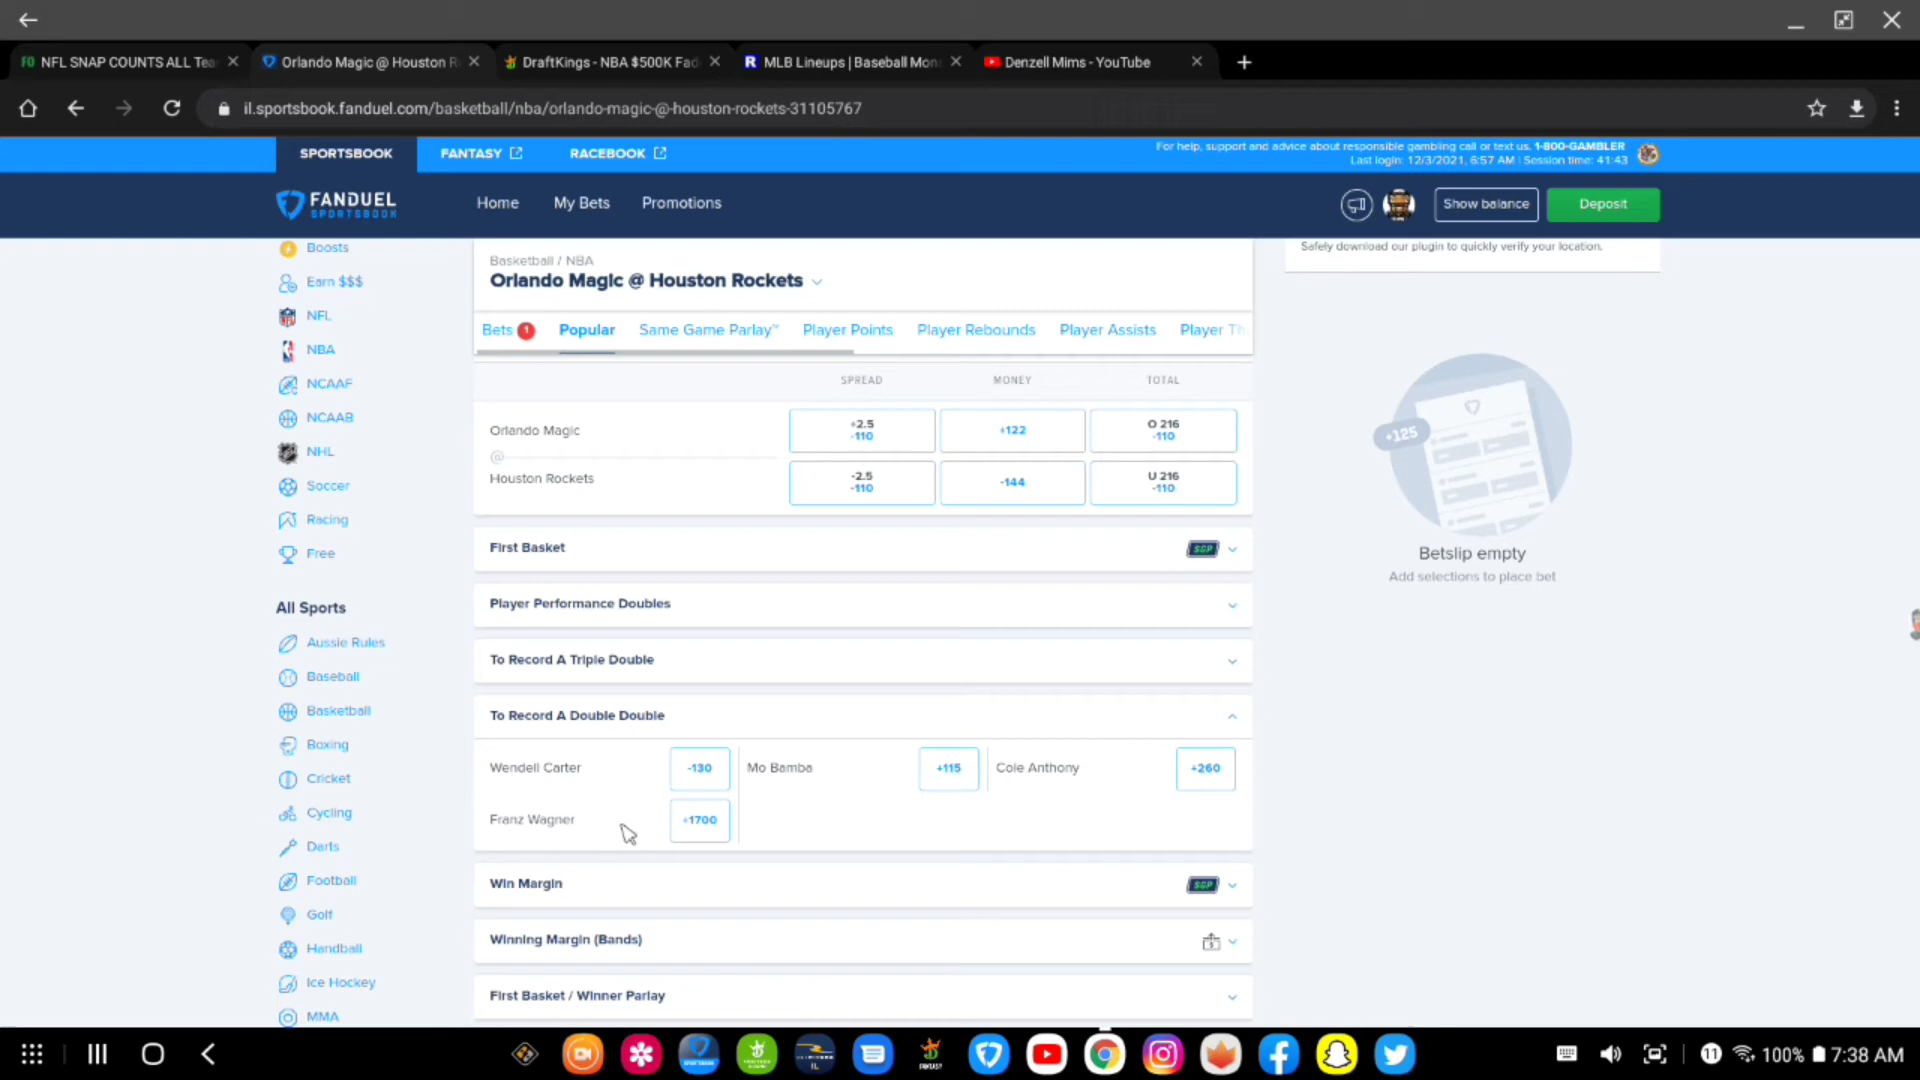 NFL SNAP COUNTS ALL Tea
Orlando Magic @ Houston R
DraftKings - NBA $500K Fad
MLB Lineups | Baseball Mon
Denzell Mims - YouTube
il.sportsbook.fanduel.com/basketball/nba/orlando-magic-@-houston-rockets-31105767
SPORTSBOOK
FANTASY
RACEBOOK
For help, support and advice about responsible gambling call or text us. 1-800-GAMBLER
Last login: 12/3/2021, 6:57 AM | Session time: 41:43
FANDUEL
SPORTSBOOK
Home
My Bets
Promotions
Show balance
Deposit
Boosts
Earn $$$
NFL
NBA
NCAAF
NCAAB
NHL
Soccer
Racing
Free
All Sports
Aussie Rules
Baseball
Basketball
Boxing
Cricket
Cycling
Darts
Football
Golf
Handball
Ice Hockey
MMA
Basketball / NBA
Orlando Magic @ Houston Rockets
Bets 1
Popular
Same Game Parlay™
Player Points
Player Rebounds
Player Assists
Player Th
SPREAD MONEY TOTAL
Orlando Magic
+2.5
-110
+122
O 216
-110
@
Houston Rockets
-2.5
-110
-144
U 216
-110
First Basket
SGP
Player Performance Doubles
To Record A Triple Double
To Record A Double Double
Wendell Carter -130
Mo Bamba +115
Cole Anthony +260
Franz Wagner +1700
Win Margin
SGP
Winning Margin (Bands)
First Basket / Winner Parlay
Safely download our plugin to quickly verify your location.
+125
Betslip empty
Add selections to place bet
11
100%
7:38 AM